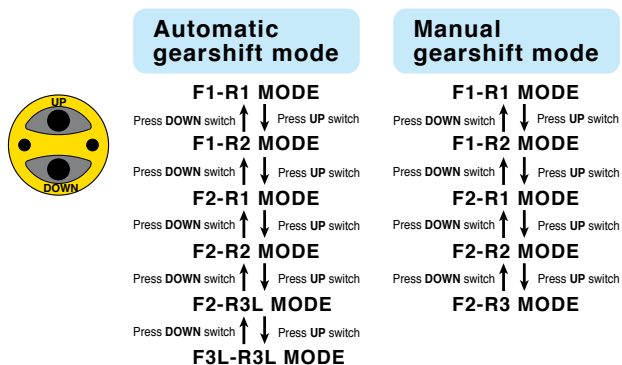 Automatic
gearshift mode
F1-R1 MODE
Press DOWN switch Press UP switch
F1-R2 MODE
Press DOWN switch Press UP switch
F2-R1 MODE
Press DOWN switch Press UP switch
F2-R2 MODE
Press DOWN switch Press UP switch
F2-R3L MODE
Press DOWN switch Press UP switch
F3L-R3L MODE
Manual
gearshift mode
F1-R1 MODE
Press DOWN switch Press UP switch
F1-R2 MODE
Press DOWN switch Press UP switch
F2-R1 MODE
Press DOWN switch Press UP switch
F2-R2 MODE
Press DOWN switch Press UP switch
F2-R3 MODE
UP
DOWN